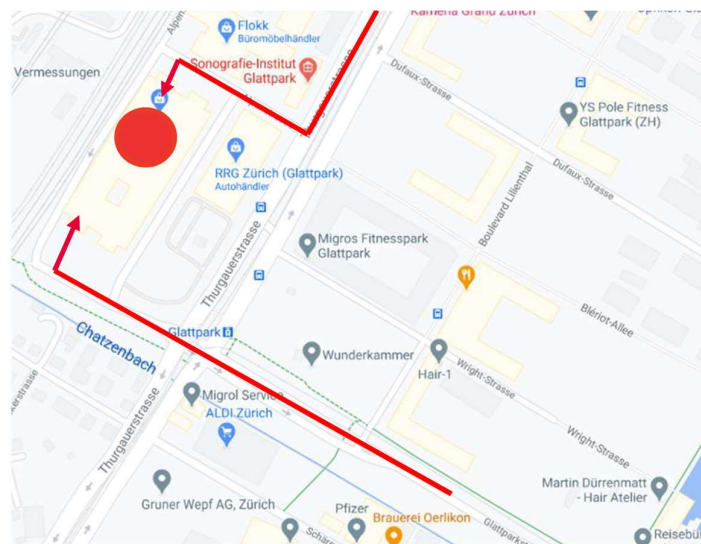 Kameha Grand Zürich
Flokk
Büromöbelhändler
Vermessungen
Sonografie-Institut
Glattpark
Dufaux-Strasse
YS Pole Fitness
Glattpark (ZH)
Dufaux-Strasse
RRG Zürich (Glattpark)
Autohändler
Boulevard Lilienthal
Migros Fitnesspark
Glattpark
Thurgauerstrasse
Blériot-Allee
Chatzenbach
Glattpark
Wunderkammer
Hair-1
Wright-Strasse
Migrol Service
ALDI Zürich
Thurgauerstrasse
Wright-Strasse
Martin Dürrenmatt
- Hair Atelier
Gruner Wepf AG, Zürich
Pfizer
Brauerei Oerlikon